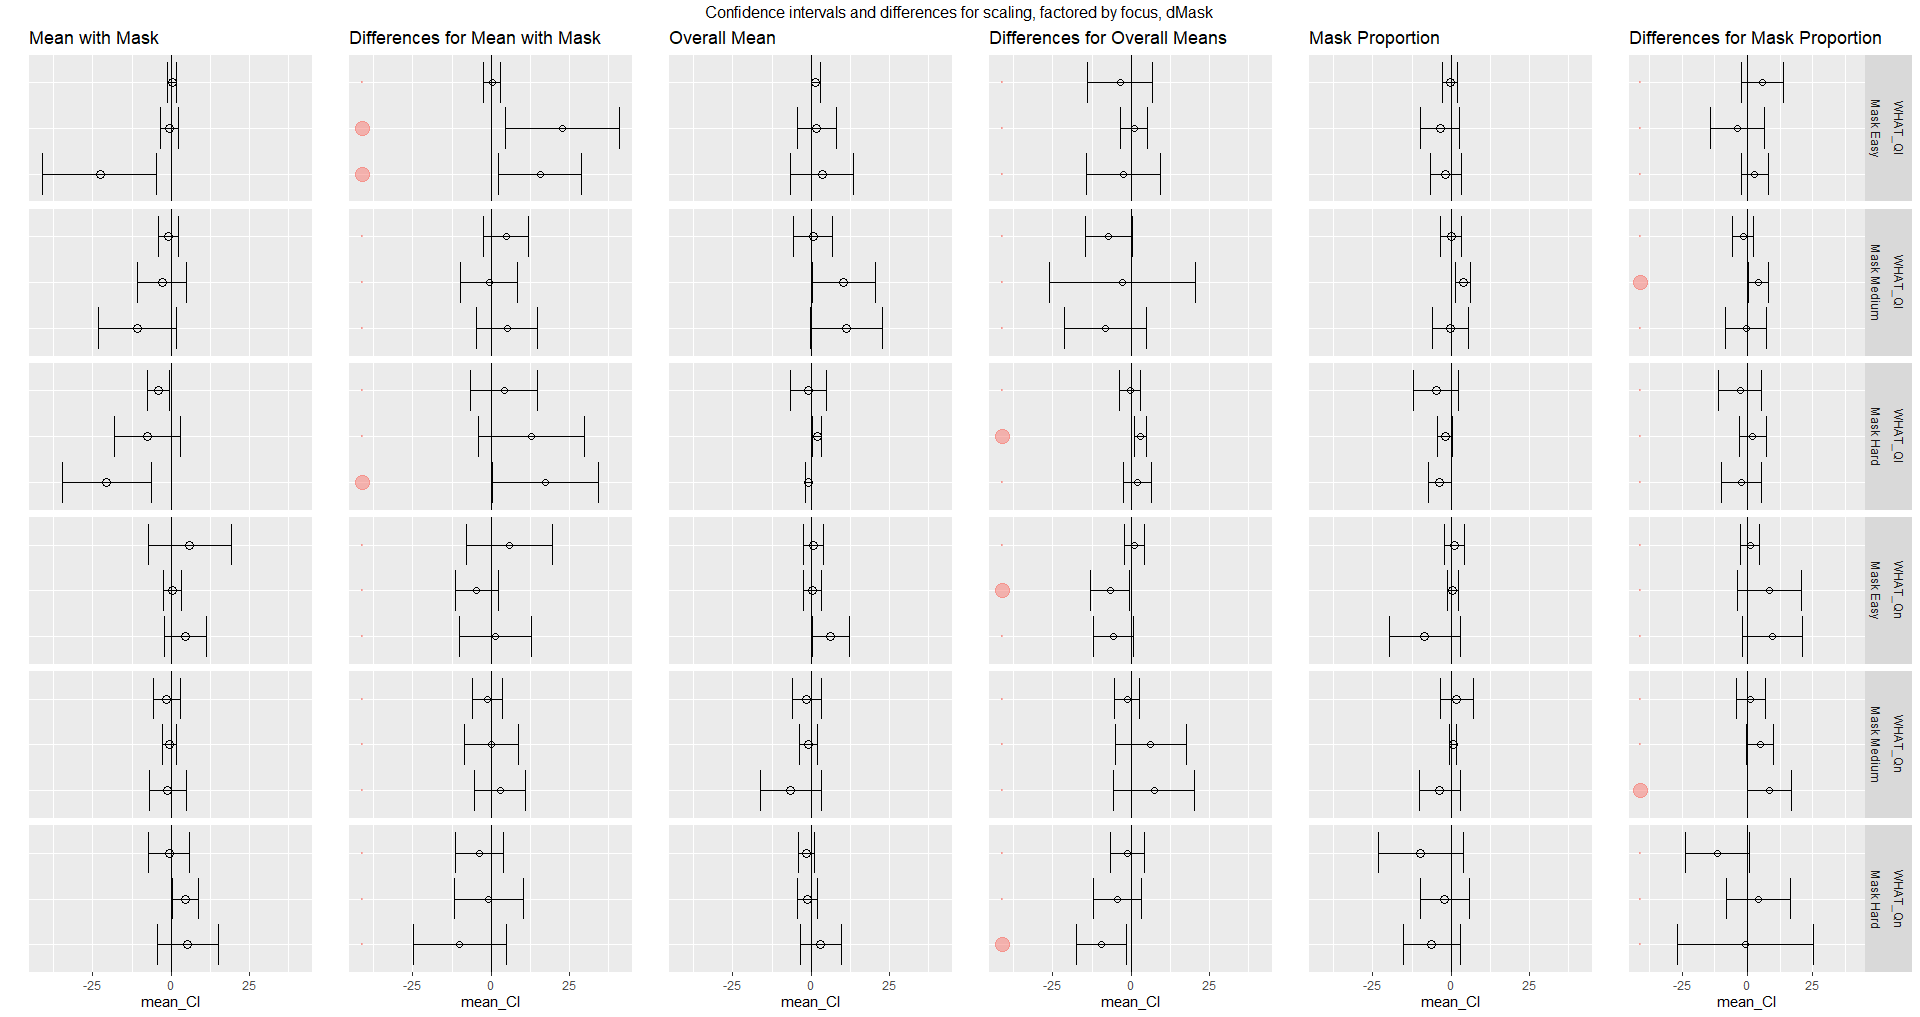 Confidence intervals and differences for scaling, factored by focus, dMask
Mean with Mask
Differences for Mean with Mask
Overall Mean
Differences for Overall Means
Mask Proportion
Differences for Mask Proportion
WHAT_Ql
Mask Easy
WHAT_Ql
Mask Medium
WHAT_Ql
Mask Hard
WHAT_Qn
Mask Easy
WHAT_Qn
Mask Medium
WHAT_Qn
Mask Hard
-25 0 25
mean_CI
-25 0 25
mean_CI
-25 0 25
mean_CI
-25 0 25
mean_CI
-25 0 25
mean_CI
-25 0 25
mean_CI